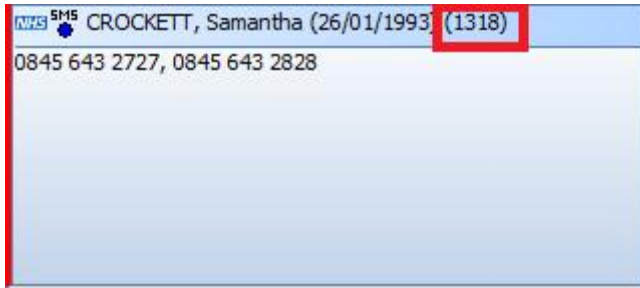 NHS SMS CROCKETT, Samantha (26/01/1993) (1318)
0845 643 2727, 0845 643 2828